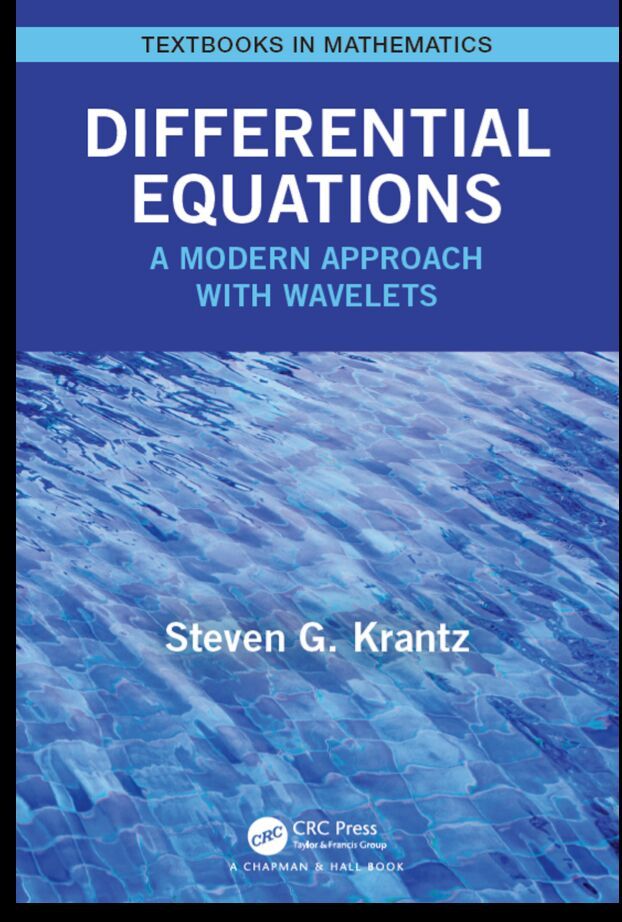 TEXTBOOKS IN MATHEMATICS
DIFFERENTIAL
EQUATIONS
A MODERN APPROACH
WITH WAVELETS
Steven G. Krantz
CRC CRC Press
Taylor & Francis Group
A CHAPMAN & HALL BOOK